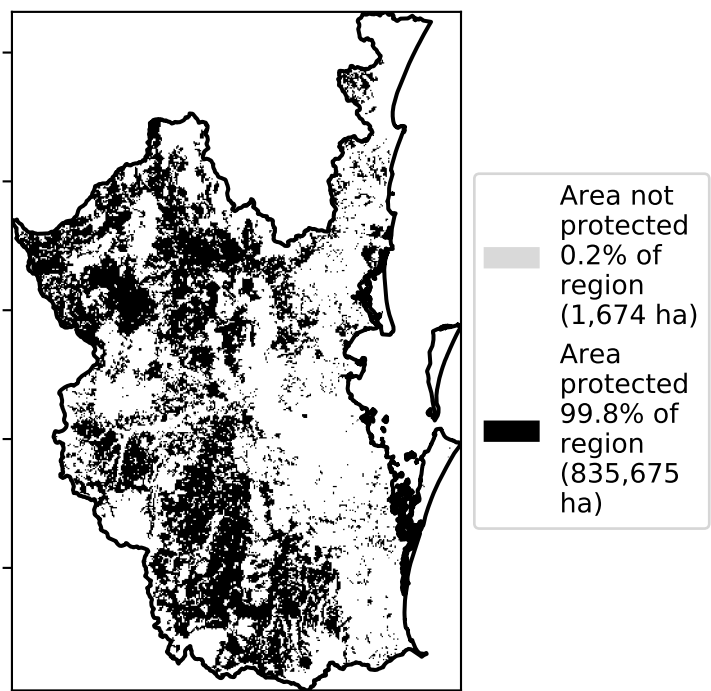 Area not
protected
0.2% of
region
(1,674 ha)
Area
protected
99.8% of
region
(835,675
ha)